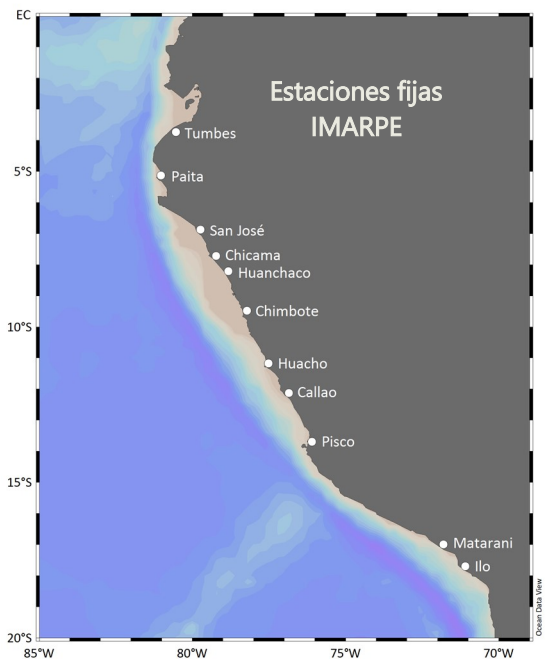 EC
Estaciones fijas
IMARPE
Tumbes
5°S
Paita
San José
Chicama
Huanchaco
Chimbote
10°S
Huacho
Callao
Pisco
15°S
Matarani
Ilo
Ocean Data View
20°S
85°W
80°W
75°W
70°W